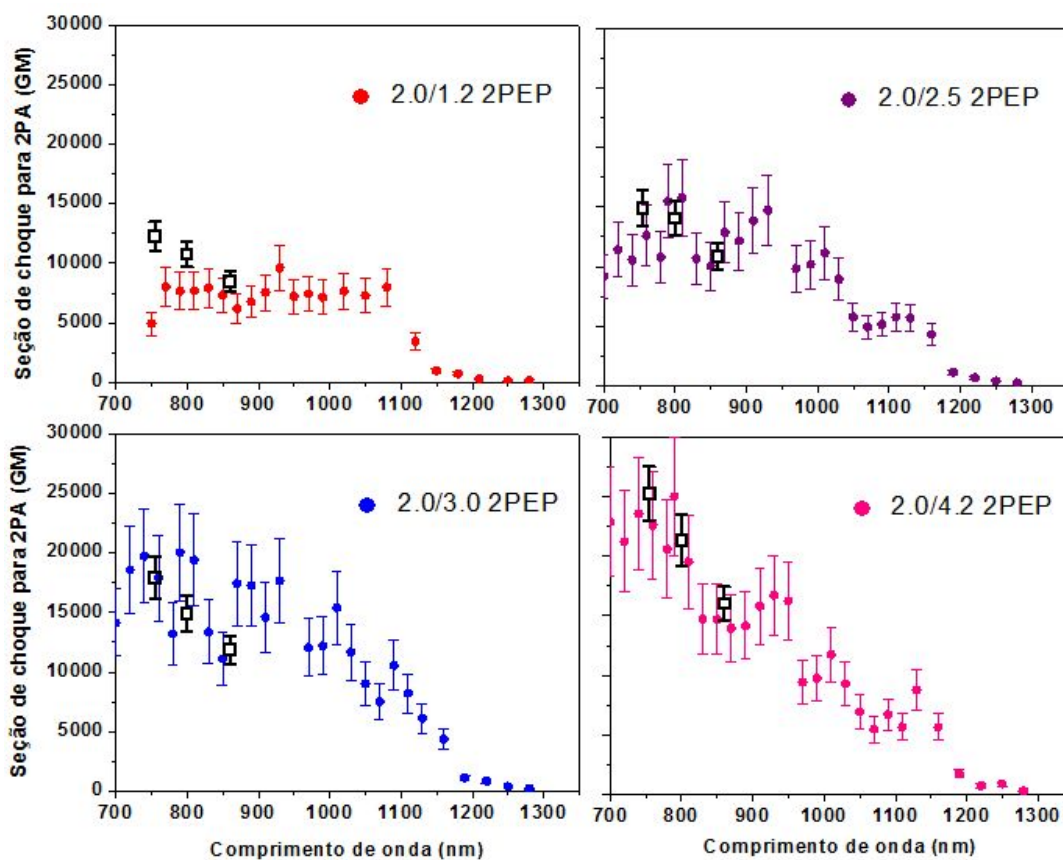 Seção de choque para 2PA (GM)
30000
25000
20000
15000
10000
5000
0
2.0/1.2 2PEP
700 800 900 1000 1100 1200 1300
2.0/2.5 2PEP
700 800 900 1000 1100 1200 1300
Seção de choque para 2PA (GM)
30000
25000
20000
15000
10000
5000
0
2.0/3.0 2PEP
700 800 900 1000 1100 1200 1300
Comprimento de onda (nm)
2.0/4.2 2PEP
700 800 900 1000 1100 1200 1300
Comprimento de onda (nm)